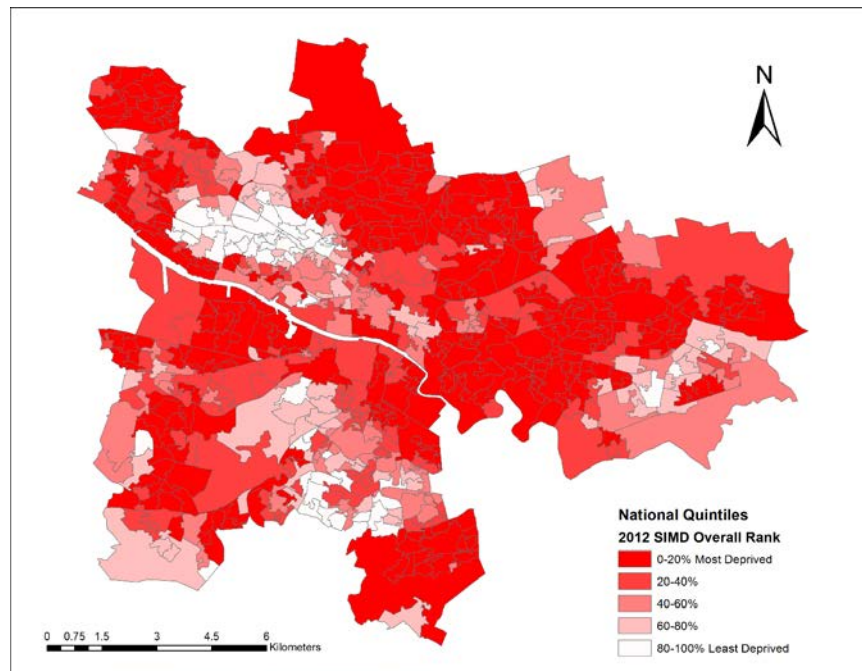 N
National Quintiles
2012 SIMD Overall Rank
0-20% Most Deprived
20-40%
40-60%
60-80%
80-100% Least Deprived
0 0.75 1.5 3 4.5 6
Kilometers